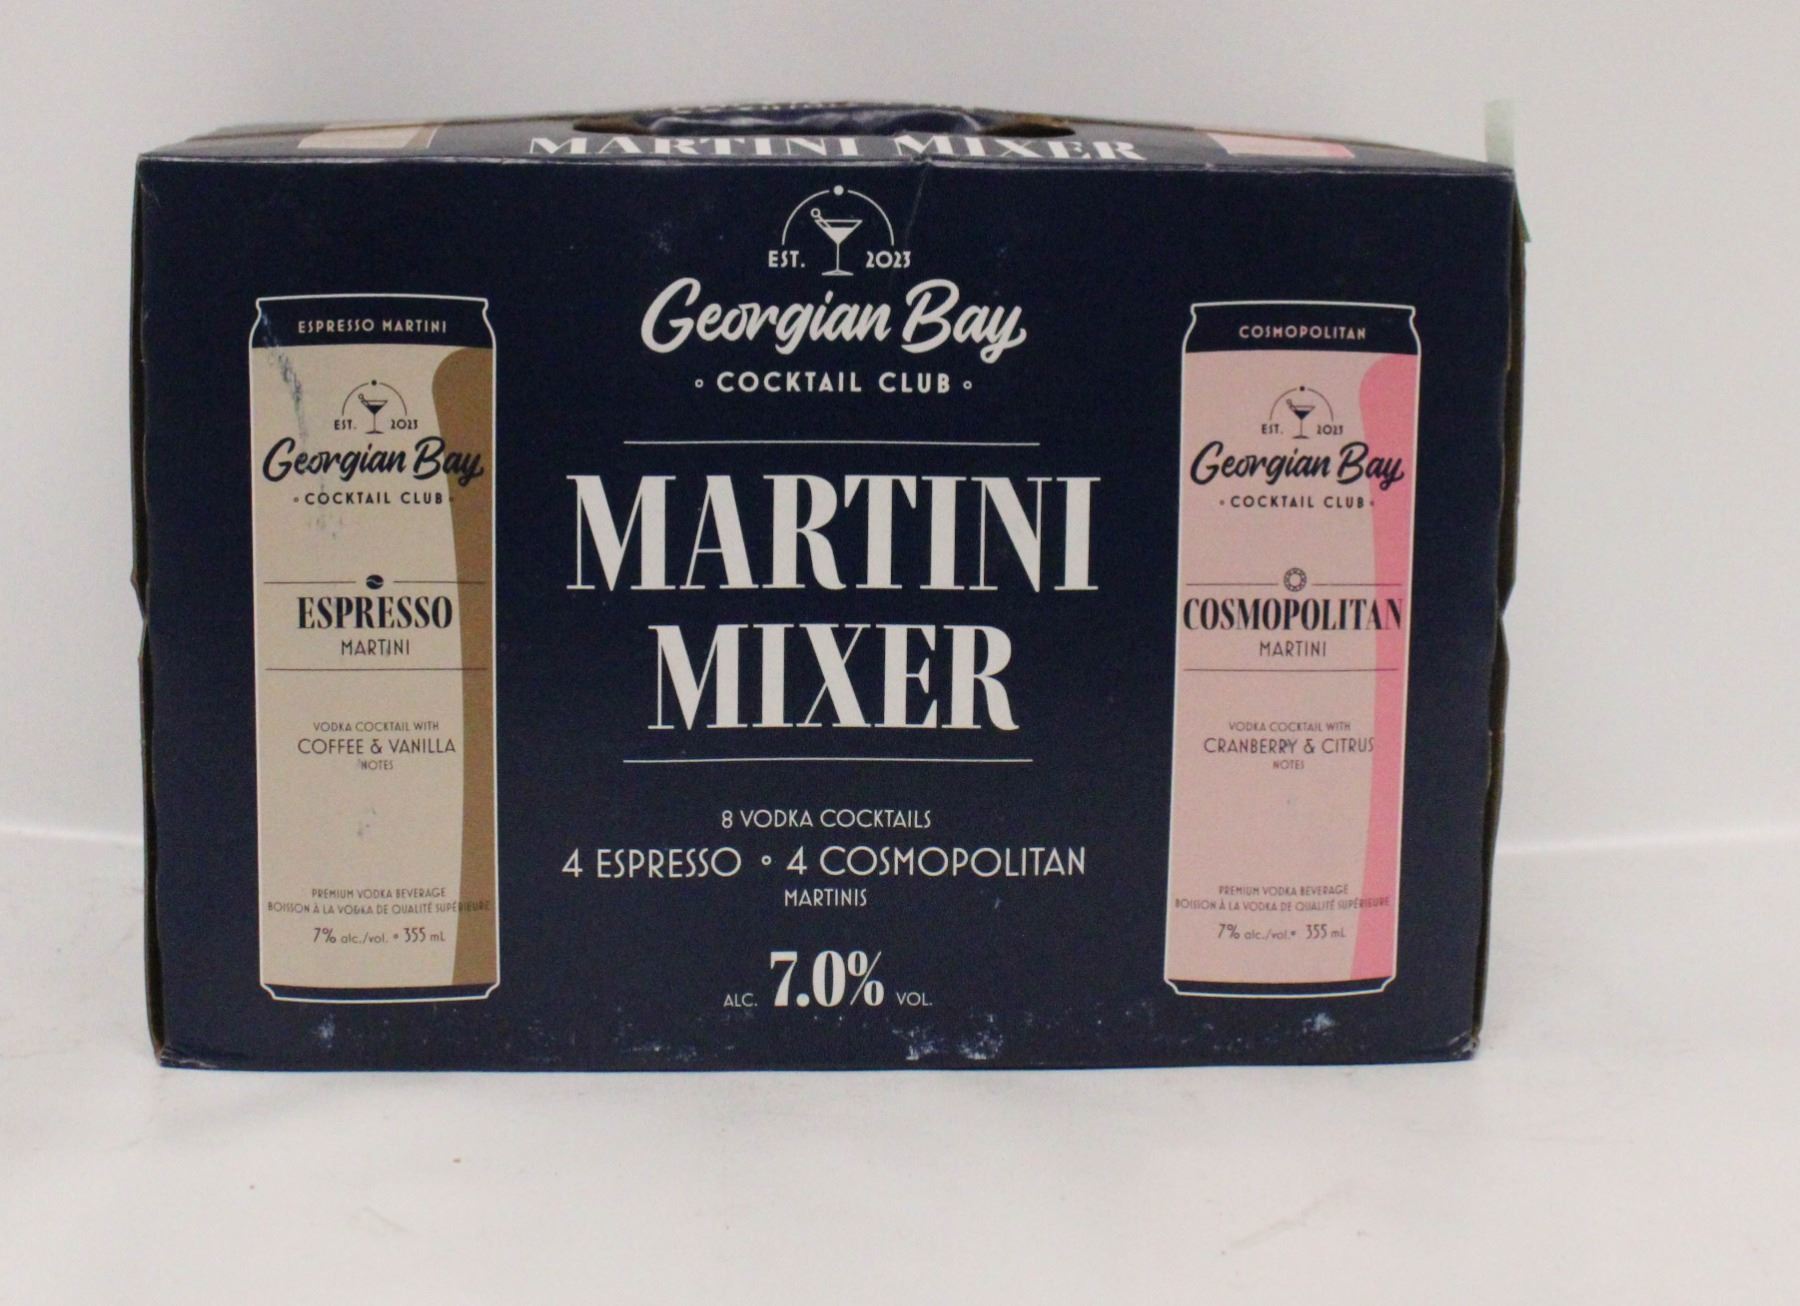 MARTINI MIXER
EST. 2023
Georgian Bay
COCKTAIL CLUB
MARTINI
MIXER
8 VODKA COCKTAILS
4 ESPRESSO • 4 COSMOPOLITAN
MARTINIS
ALC. 7.0% VOL.
ESPRESSO MARTINI
EST. 2023
Georgian Bay
COCKTAIL CLUB
ESPRESSO
MARTINI
VODKA COCKTAIL WITH
COFFEE & VANILLA
NOTES
PREMIUM VODKA BEVERAGE
BOISSON À LA VODKA DE QUALITÉ SUPÉRIEURE
7% alc./vol. • 355 mL
COSMOPOLITAN
EST. 2023
Georgian Bay
COCKTAIL CLUB
COSMOPOLITAN
MARTINI
VODKA COCKTAIL WITH
CRANBERRY & CITRUS
NOTES
PREMIUM VODKA BEVERAGE
BOISSON À LA VODKA DE QUALITÉ SUPÉRIEURE
7% alc./vol. • 355 mL